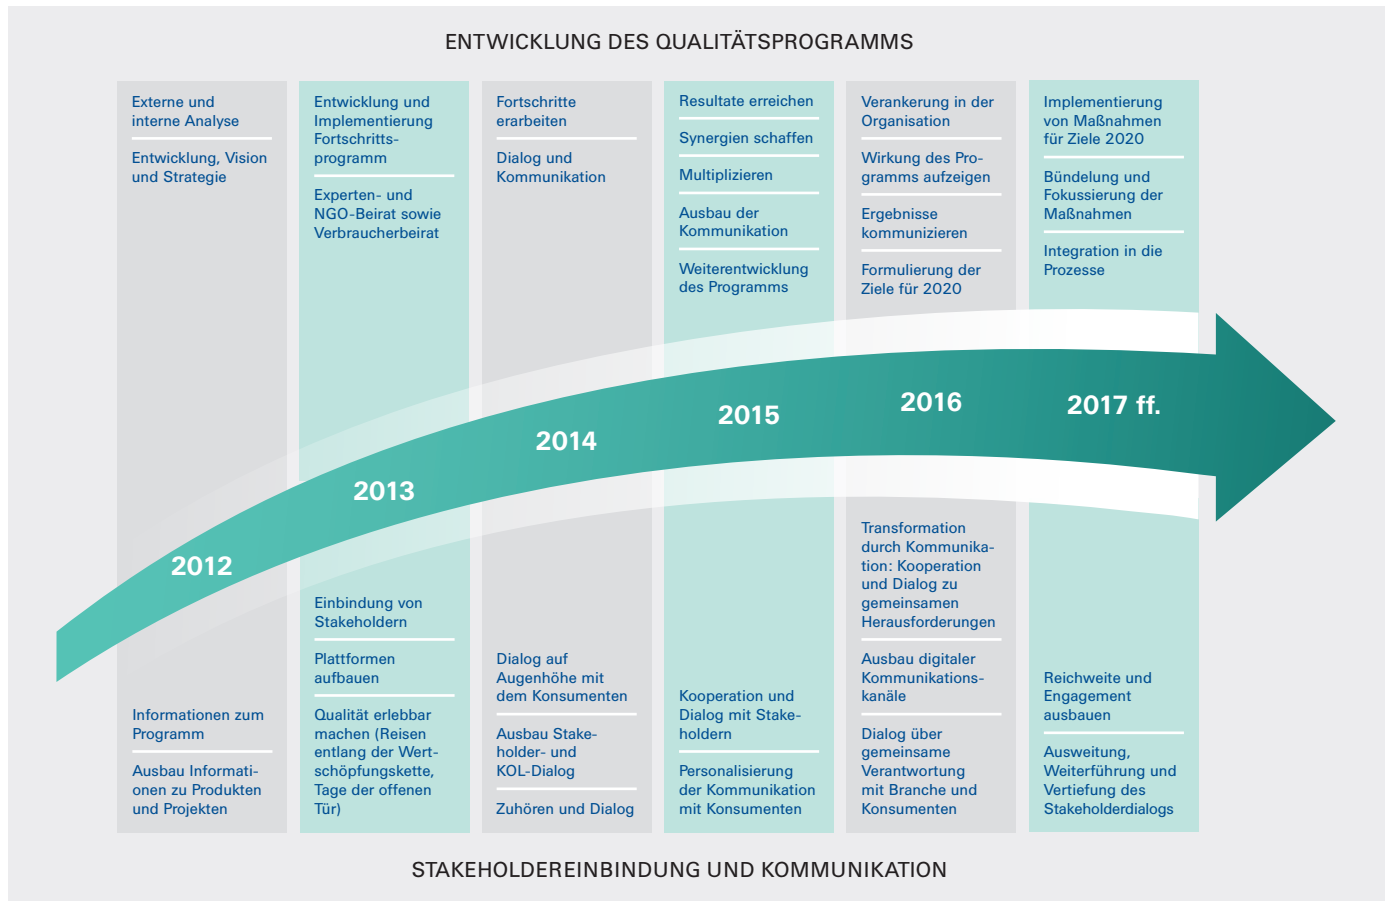 ENTWICKLUNG DES QUALITÄTSPROGRAMMS
Externe und
interne Analyse
Entwicklung, Vision
und Strategie
Entwicklung und
Implementierung
Fortschritts-
programm
Experten- und
NGO-Beirat sowie
Verbraucherbeirat
Fortschritte
erarbeiten
Dialog und
Kommunikation
Resultate erreichen
Synergien schaffen
Multiplizieren
Ausbau der
Kommunikation
Weiterentwicklung
des Programms
Verankerung in der
Organisation
Wirkung des Pro-
gramms aufzeigen
Ergebnisse
kommunizieren
Formulierung der
Ziele für 2020
Implementierung
von Maßnahmen
für Ziele 2020
Bündelung und
Fokussierung der
Maßnahmen
Integration in die
Prozesse
2012
2013
2014
2015
2016
2017 ff.
Informationen zum
Programm
Ausbau Informati-
onen zu Produkten
und Projekten
Einbindung von
Stakeholdern
Plattformen
aufbauen
Qualität erlebbar
machen (Reisen
entlang der Wert-
schöpfungskette,
Tage der offenen
Tür)
Dialog auf
Augenhöhe mit
dem Konsumenten
Ausbau Stake-
holder- und
KOL-Dialog
Zuhören und Dialog
Kooperation und
Dialog mit Stake-
holdern
Personalisierung
der Kommunikation
mit Konsumenten
Transformation
durch Kommunika-
tion: Kooperation
und Dialog zu
gemeinsamen
Herausforderungen
Ausbau digitaler
Kommunikations-
kanäle
Dialog über
gemeinsame
Verantwortung
mit Branche und
Konsumenten
Reichweite und
Engagement
ausbauen
Ausweitung,
Weiterführung und
Vertiefung des
Stakeholderdialogs
STAKEHOLDEREINBINDUNG UND KOMMUNIKATION